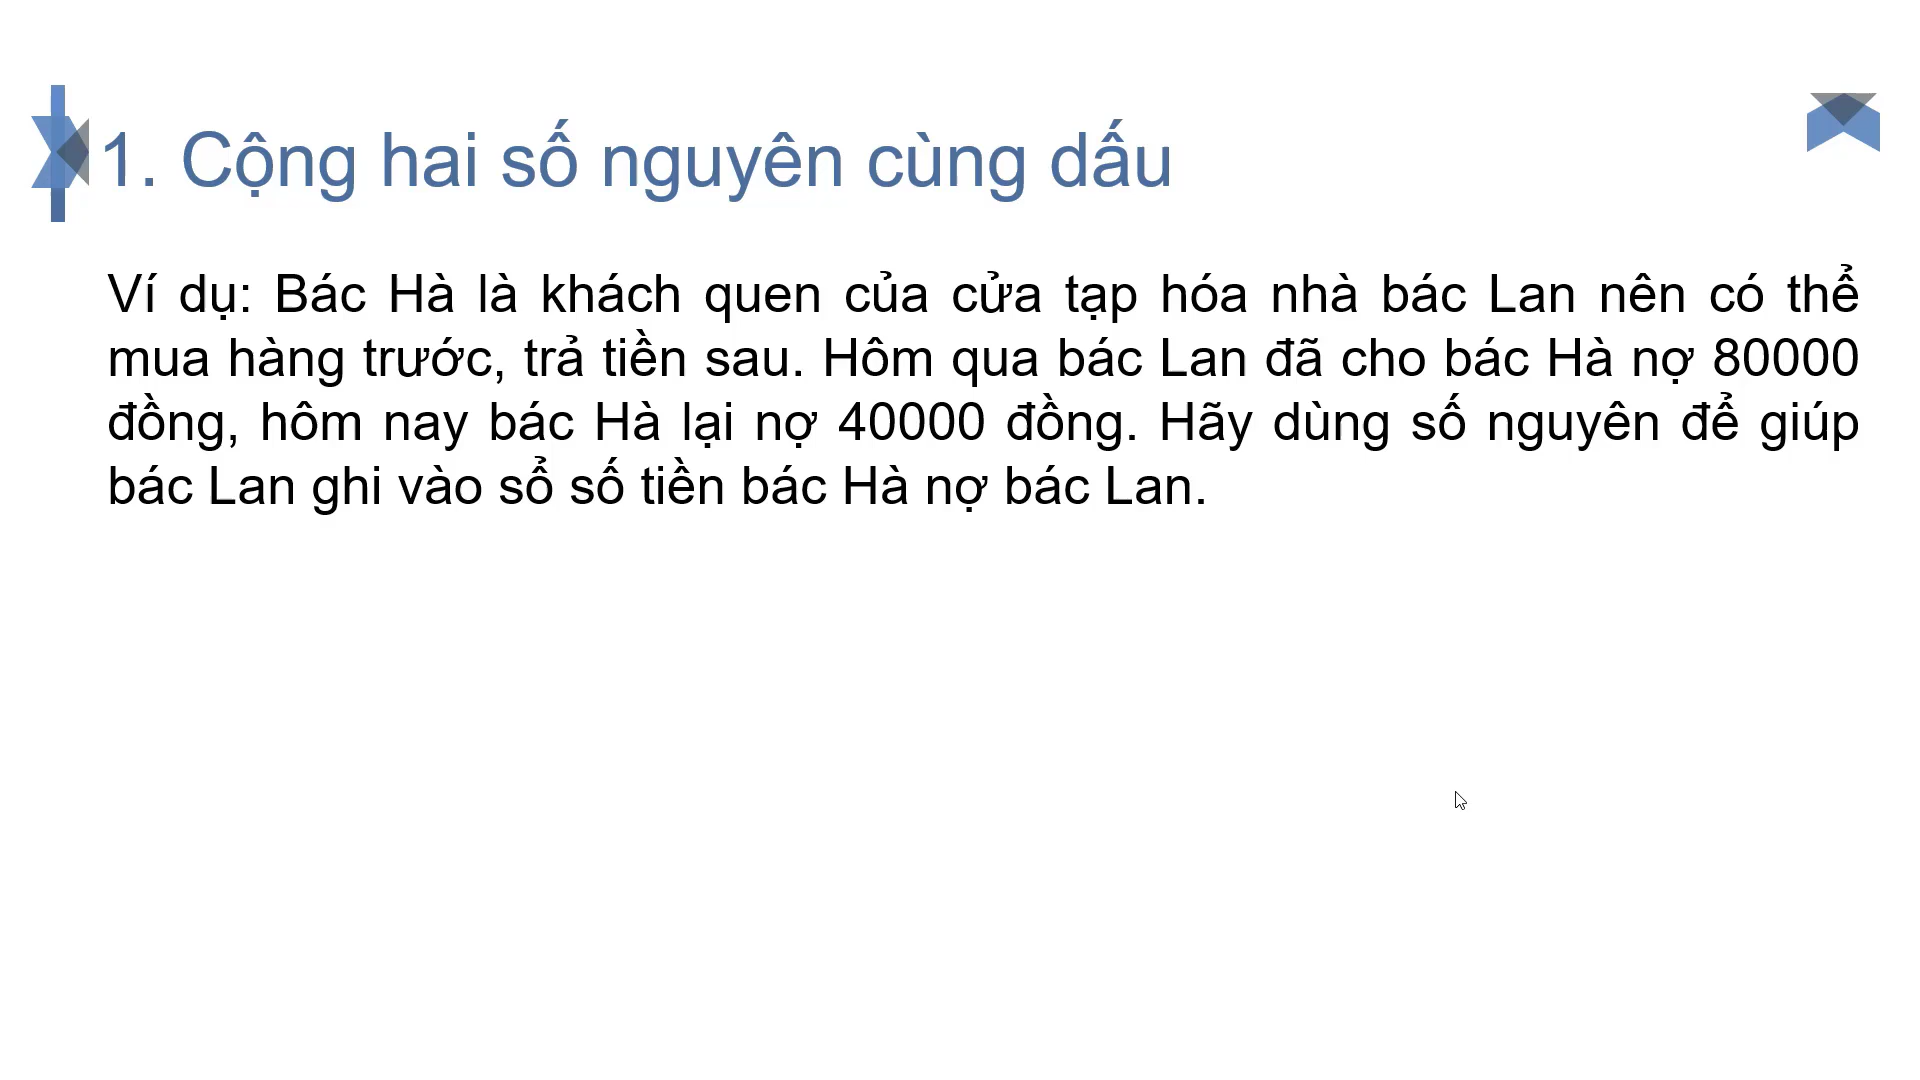 1. Cộng hai số nguyên cùng dấu
Ví dụ: Bác Hà là khách quen của cửa tạp hóa nhà bác Lan nên có thể
mua hàng trước, trả tiền sau. Hôm qua bác Lan đã cho bác Hà nợ 80000
đồng, hôm nay bác Hà lại nợ 40000 đồng. Hãy dùng số nguyên để giúp
bác Lan ghi vào sổ số tiền bác Hà nợ bác Lan.